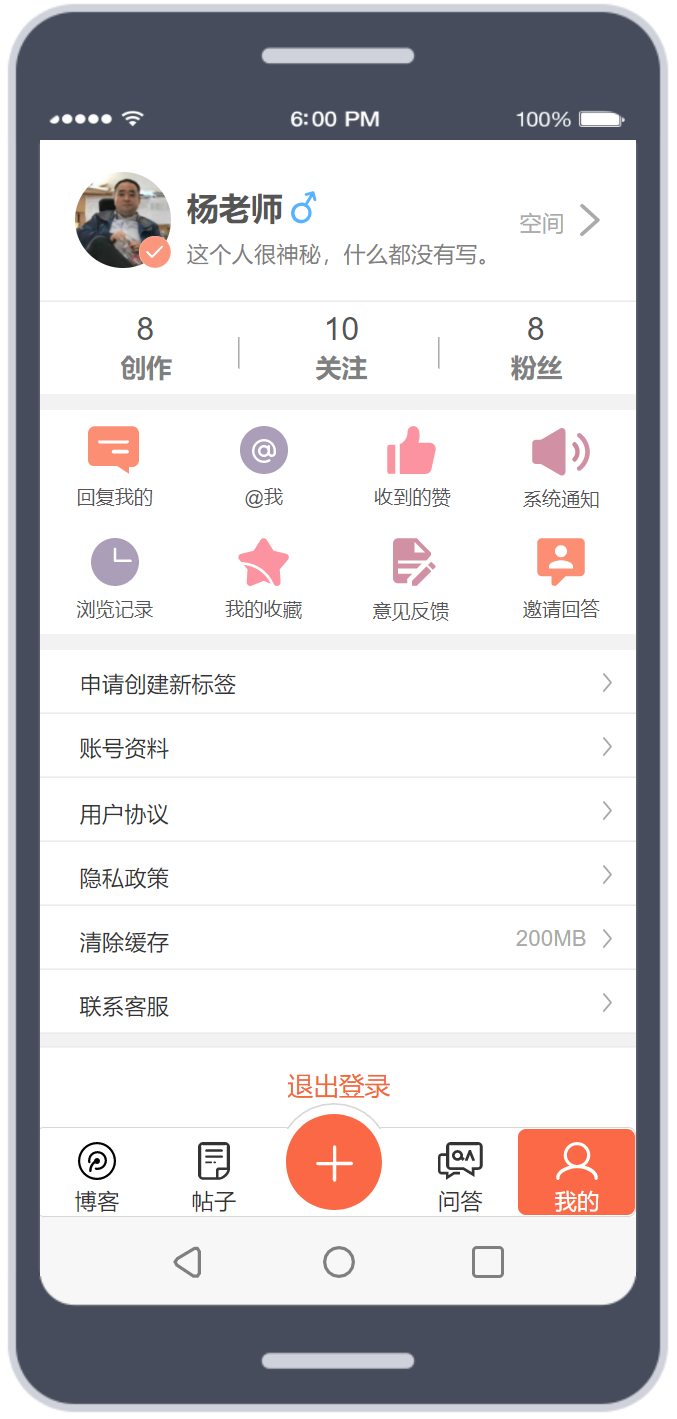 6:00 PM
100%
杨老师
这个人很神秘，什么都没有写。
空间
8
10
8
创作
关注
粉丝
回复我的
@我
收到的赞
系统通知
浏览记录
我的收藏
意见反馈
邀请回答
申请创建新标签
账号资料
用户协议
隐私政策
清除缓存
200MB
联系客服
退出登录
博客
帖子
问答
我的